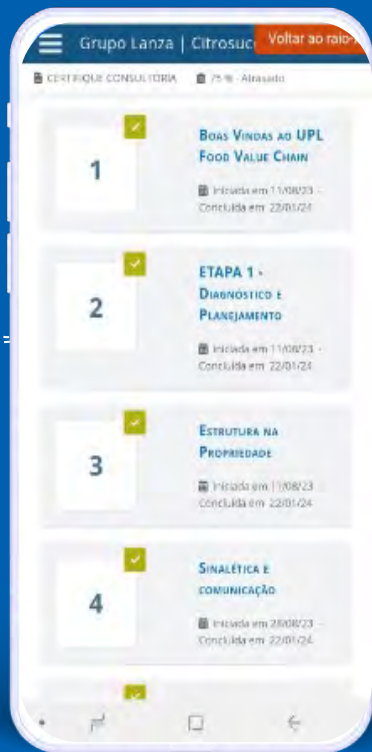 Grupo Lanza | Citrosuc
Voltar ao raio-
CERTIFIQUE CONSULTORIA
75 % - Atrasado
1
Boas Vindas ao UPL
Food Value Chain
Iniciada em 11/08/23 -
Concluída em 22/01/24
2
ETAPA 1 -
Diagnóstico e
Planejamento
Iniciada em 11/08/23 -
Concluída em 22/01/24
3
Estrutura na
Propriedade
Iniciada em 11/08/23 -
Concluída em 22/01/24
4
Sinalética e
comunicação
Iniciada em 28/08/23 -
Concluída em 22/01/24